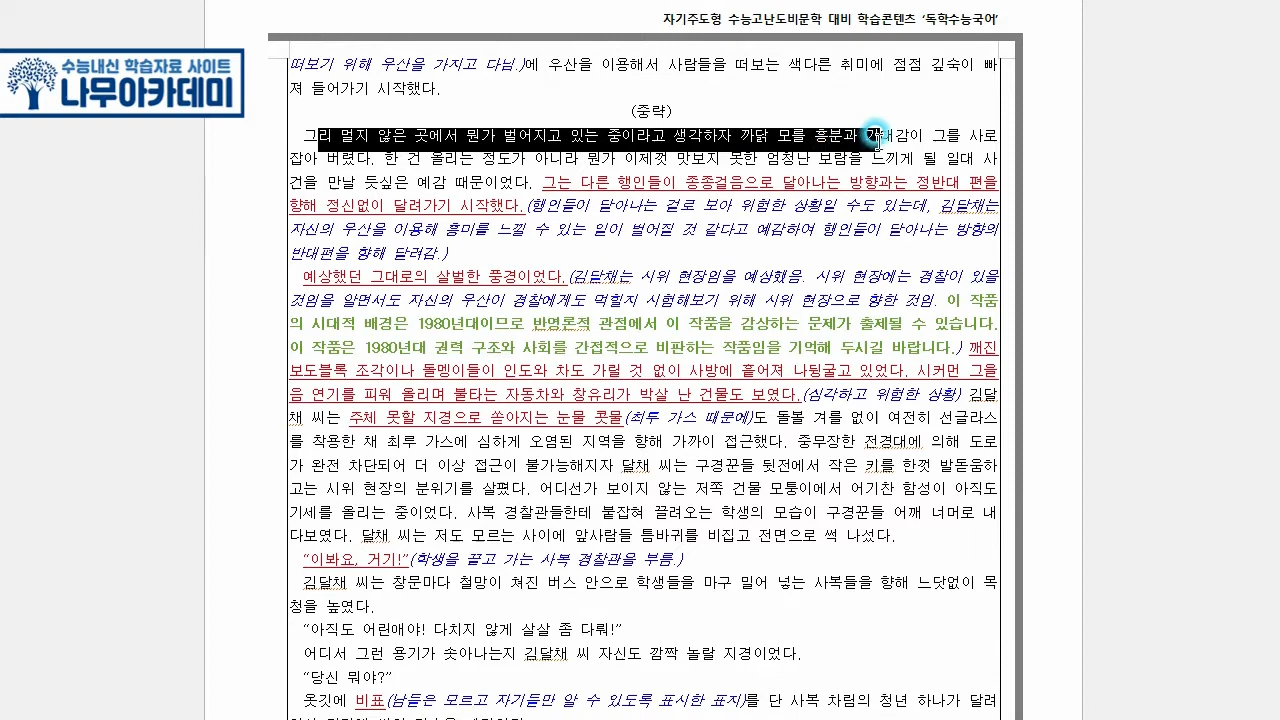 자기주도형 수능고난도비문학 대비 학습콘텐츠 ‘독학수능국어’
수능내신 학습자료 사이트
나무아카데미
떠보기 위해 우산을 가지고 다님.)에 우산을 이용해서 사람들을 떠보는 색다른 재미에 점점 깊숙이 빠
져 들어가기 시작했다.
(중략)
그리 멀지 않은 곳에서 뭔가 벌어지고 있는 중이라고 생각하자 까닭 모를 흥분과 기대감이 그를 사로
잡아 버렸다. 한 건 올리는 정도가 아니라 뭔가 이제껏 맛보지 못한 엄청난 보람을 느끼게 될 일대 사
건을 만날 듯싶은 예감 때문이었다. 그는 다른 행인들이 종종걸음으로 달아나는 방향과는 정반대 편을
향해 정신없이 달려가기 시작했다.(행인들이 달아나는 걸로 보아 위험한 상황일 수도 있는데, 김달채는
자신의 우산을 이용해 흥미를 느낄 수 있는 일이 벌어질 것 같다고 예감하여 행인들이 달아나는 방향의
반대편을 향해 달려감.)
예상했던 그대로의 살벌한 풍경이었다.(김달채는 시위 현장임을 예상했음. 시위 현장에는 경찰이 있을
것임을 알면서도 자신의 우산이 경찰에게도 먹힐지 시험해보기 위해 시위 현장으로 향한 것임. 이 작품
의 시대적 배경은 1980년대이므로 반영론적 관점에서 이 작품을 감상하는 문제가 출제될 수 있습니다.
이 작품은 1980년대 권력 구조와 사회를 간접적으로 비판하는 작품임을 기억해 두시길 바랍니다.) 깨진
보도블록 조각이나 돌멩이들이 인도와 차도 가릴 것 없이 사방에 흩어져 나뒹굴고 있었다. 시커먼 그을
음 연기를 피워 올리며 불타는 자동차와 창유리가 박살 난 건물도 보였다.(심각하고 위험한 상황) 김달
채 씨는 주체 못할 지경으로 쏟아지는 눈물 콧물(최루 가스 때문에)도 돌볼 겨를 없이 여전히 선글라스
를 착용한 채 최루 가스에 심하게 오염된 지역을 향해 가까이 접근했다. 중무장한 전경대에 의해 도로
가 완전 차단되어 더 이상 접근이 불가능해지자 달채 씨는 구경꾼들 뒷전에서 작은 키를 한껏 발돋움하
고는 시위 현장의 분위기를 살폈다. 어디선가 보이지 않는 저쪽 건물 모퉁이에서 어기찬 함성이 아직도
기세를 올리는 중이었다. 사복 경찰관들한테 붙잡혀 끌려오는 학생의 모습이 구경꾼들 어깨 너머로 내
다보였다. 달채 씨는 저도 모르는 사이에 앞사람들 틈바귀를 비집고 전면으로 썩 나섰다.
“이봐요, 거기!”(학생을 끌고 가는 사복 경찰관을 부름.)
김달채 씨는 창문마다 철망이 쳐진 버스 안으로 학생들을 마구 밀어 넣는 사복들을 향해 느닷없이 목
청을 높였다.
“아직도 어린애야! 다치지 않게 살살 좀 다뤄!”
어디서 그런 용기가 솟아나는지 김달채 씨 자신도 깜짝 놀랄 지경이었다.
“당신 뭐야?”
옷깃에 비표(남들은 모르고 자기들만 알 수 있도록 표시한 표지)를 단 사복 차림의 청년 하나가 달려